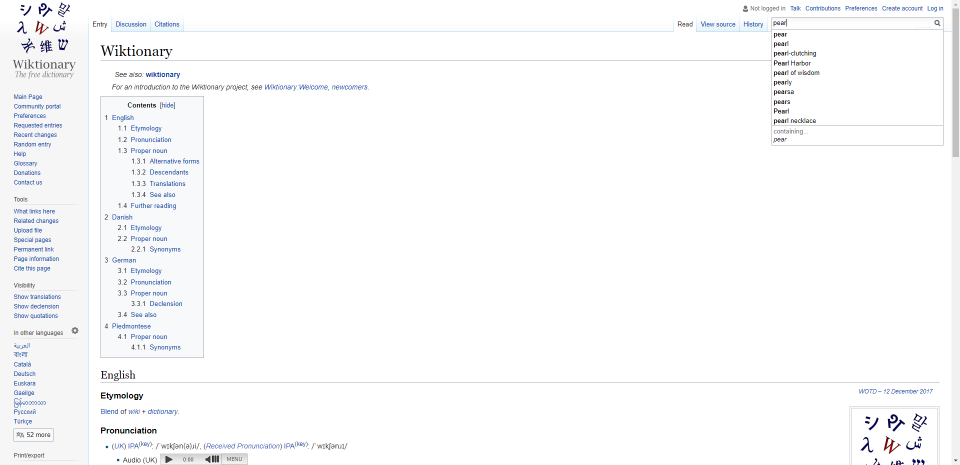 Not logged in Talk Contributions Preferences Create account Log in
Entry Discussion Citations
Read View source History
pear
pear
pearl
pearl-clutching
Pearl Harbor
pearl of wisdom
pearly
pearsa
pears
Pearl
pearl necklace
containing...
pear
Wiktionary
The free dictionary
Main Page
Community portal
Preferences
Requested entries
Recent changes
Random entry
Help
Glossary
Donations
Contact us
Tools
What links here
Related changes
Upload file
Special pages
Permanent link
Page information
Cite this page
Visibility
Show translations
Show declension
Show quotations
In other languages
العربية
বাংলা
Català
Deutsch
Euskara
Gaeilge
မြန်မာဘာသာ
Русский
Türkçe
52 more
Print/export
Wiktionary
See also: wiktionary
For an introduction to the Wiktionary project, see Wiktionary:Welcome, newcomers.
Contents [hide]
1 English
1.1 Etymology
1.2 Pronunciation
1.3 Proper noun
1.3.1 Alternative forms
1.3.2 Descendants
1.3.3 Translations
1.3.4 See also
1.4 Further reading
2 Danish
2.1 Etymology
2.2 Proper noun
2.2.1 Synonyms
3 German
3.1 Etymology
3.2 Pronunciation
3.3 Proper noun
3.3.1 Declension
3.4 See also
4 Piedmontese
4.1 Proper noun
4.1.1 Synonyms
English
WOTD – 12 December 2017
Etymology
Blend of wiki + dictionary.
Pronunciation
(UK) IPA(key): /ˈwɪkʃən(ə)ɹi/, (Received Pronunciation) IPA(key): /ˈwɪkʃənɹɪ/
Audio (UK) 0:00 MENU